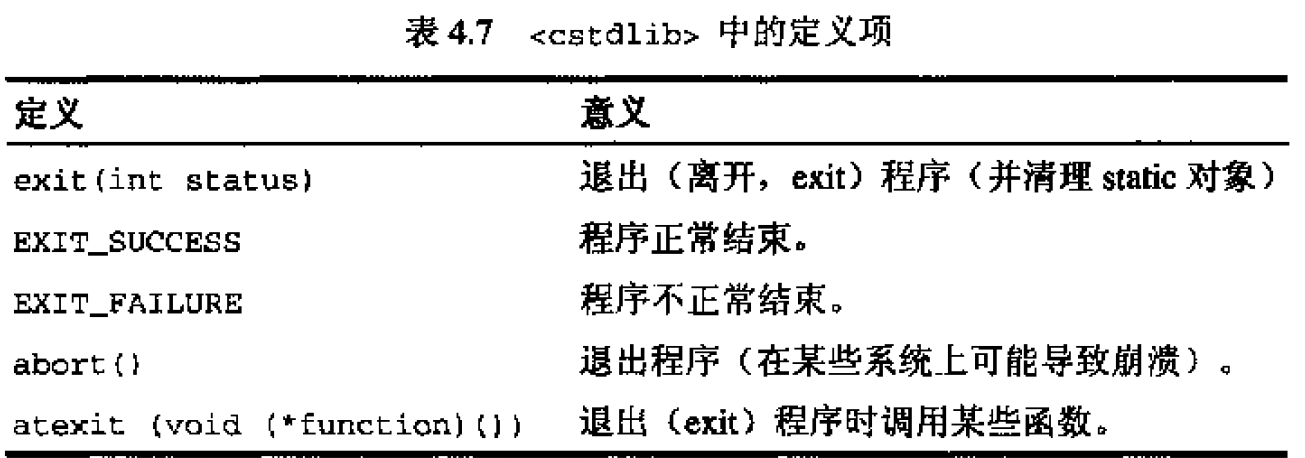 表 4.7 <cstdlib> 中的定义项
定义 意义
exit(int status) 退出（离开，exit）程序（并清理 static 对象）
EXIT_SUCCESS 程序正常结束。
EXIT_FAILURE 程序不正常结束。
abort() 退出程序（在某些系统上可能导致崩溃）。
atexit (void (*function)()) 退出（exit）程序时调用某些函数。